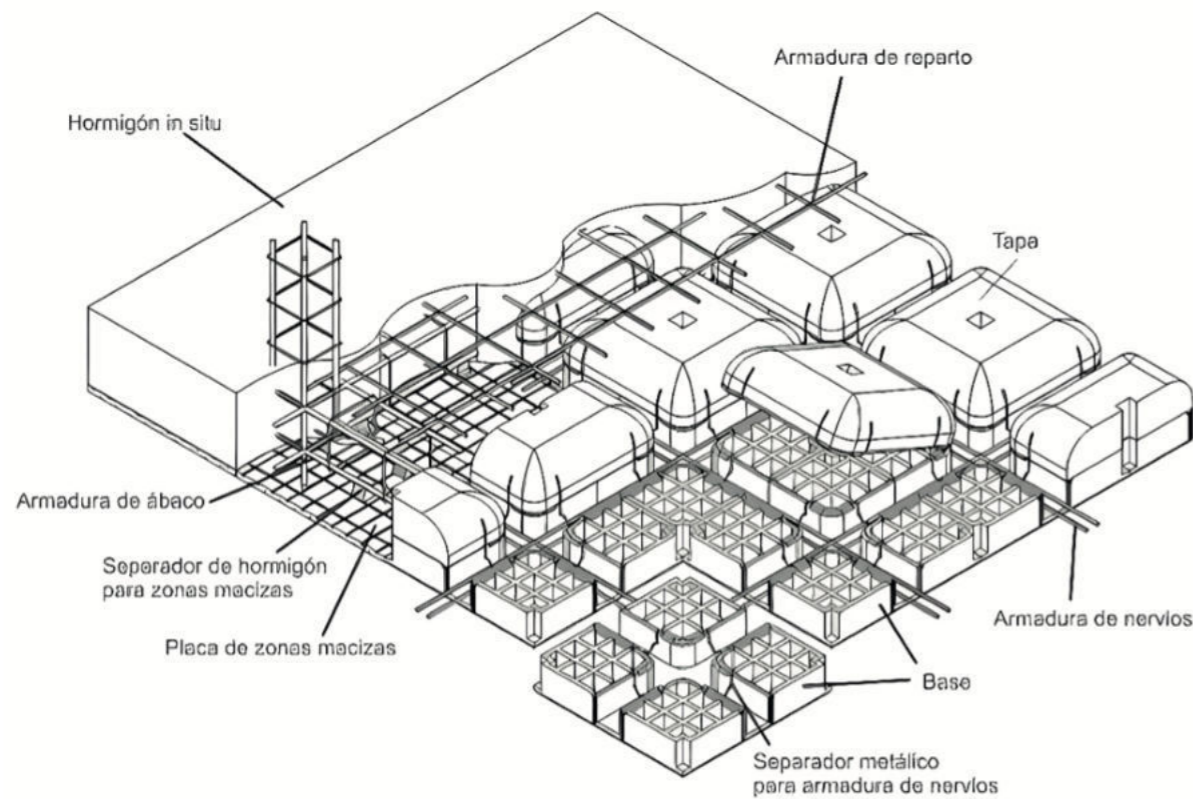 Armadura de reparto
Hormigón in situ
Tapa
Armadura de ábaco
Separador de hormigón
para zonas macizas
Placa de zonas macizas
Armadura de nervios
Base
Separador metálico
para armadura de nervios